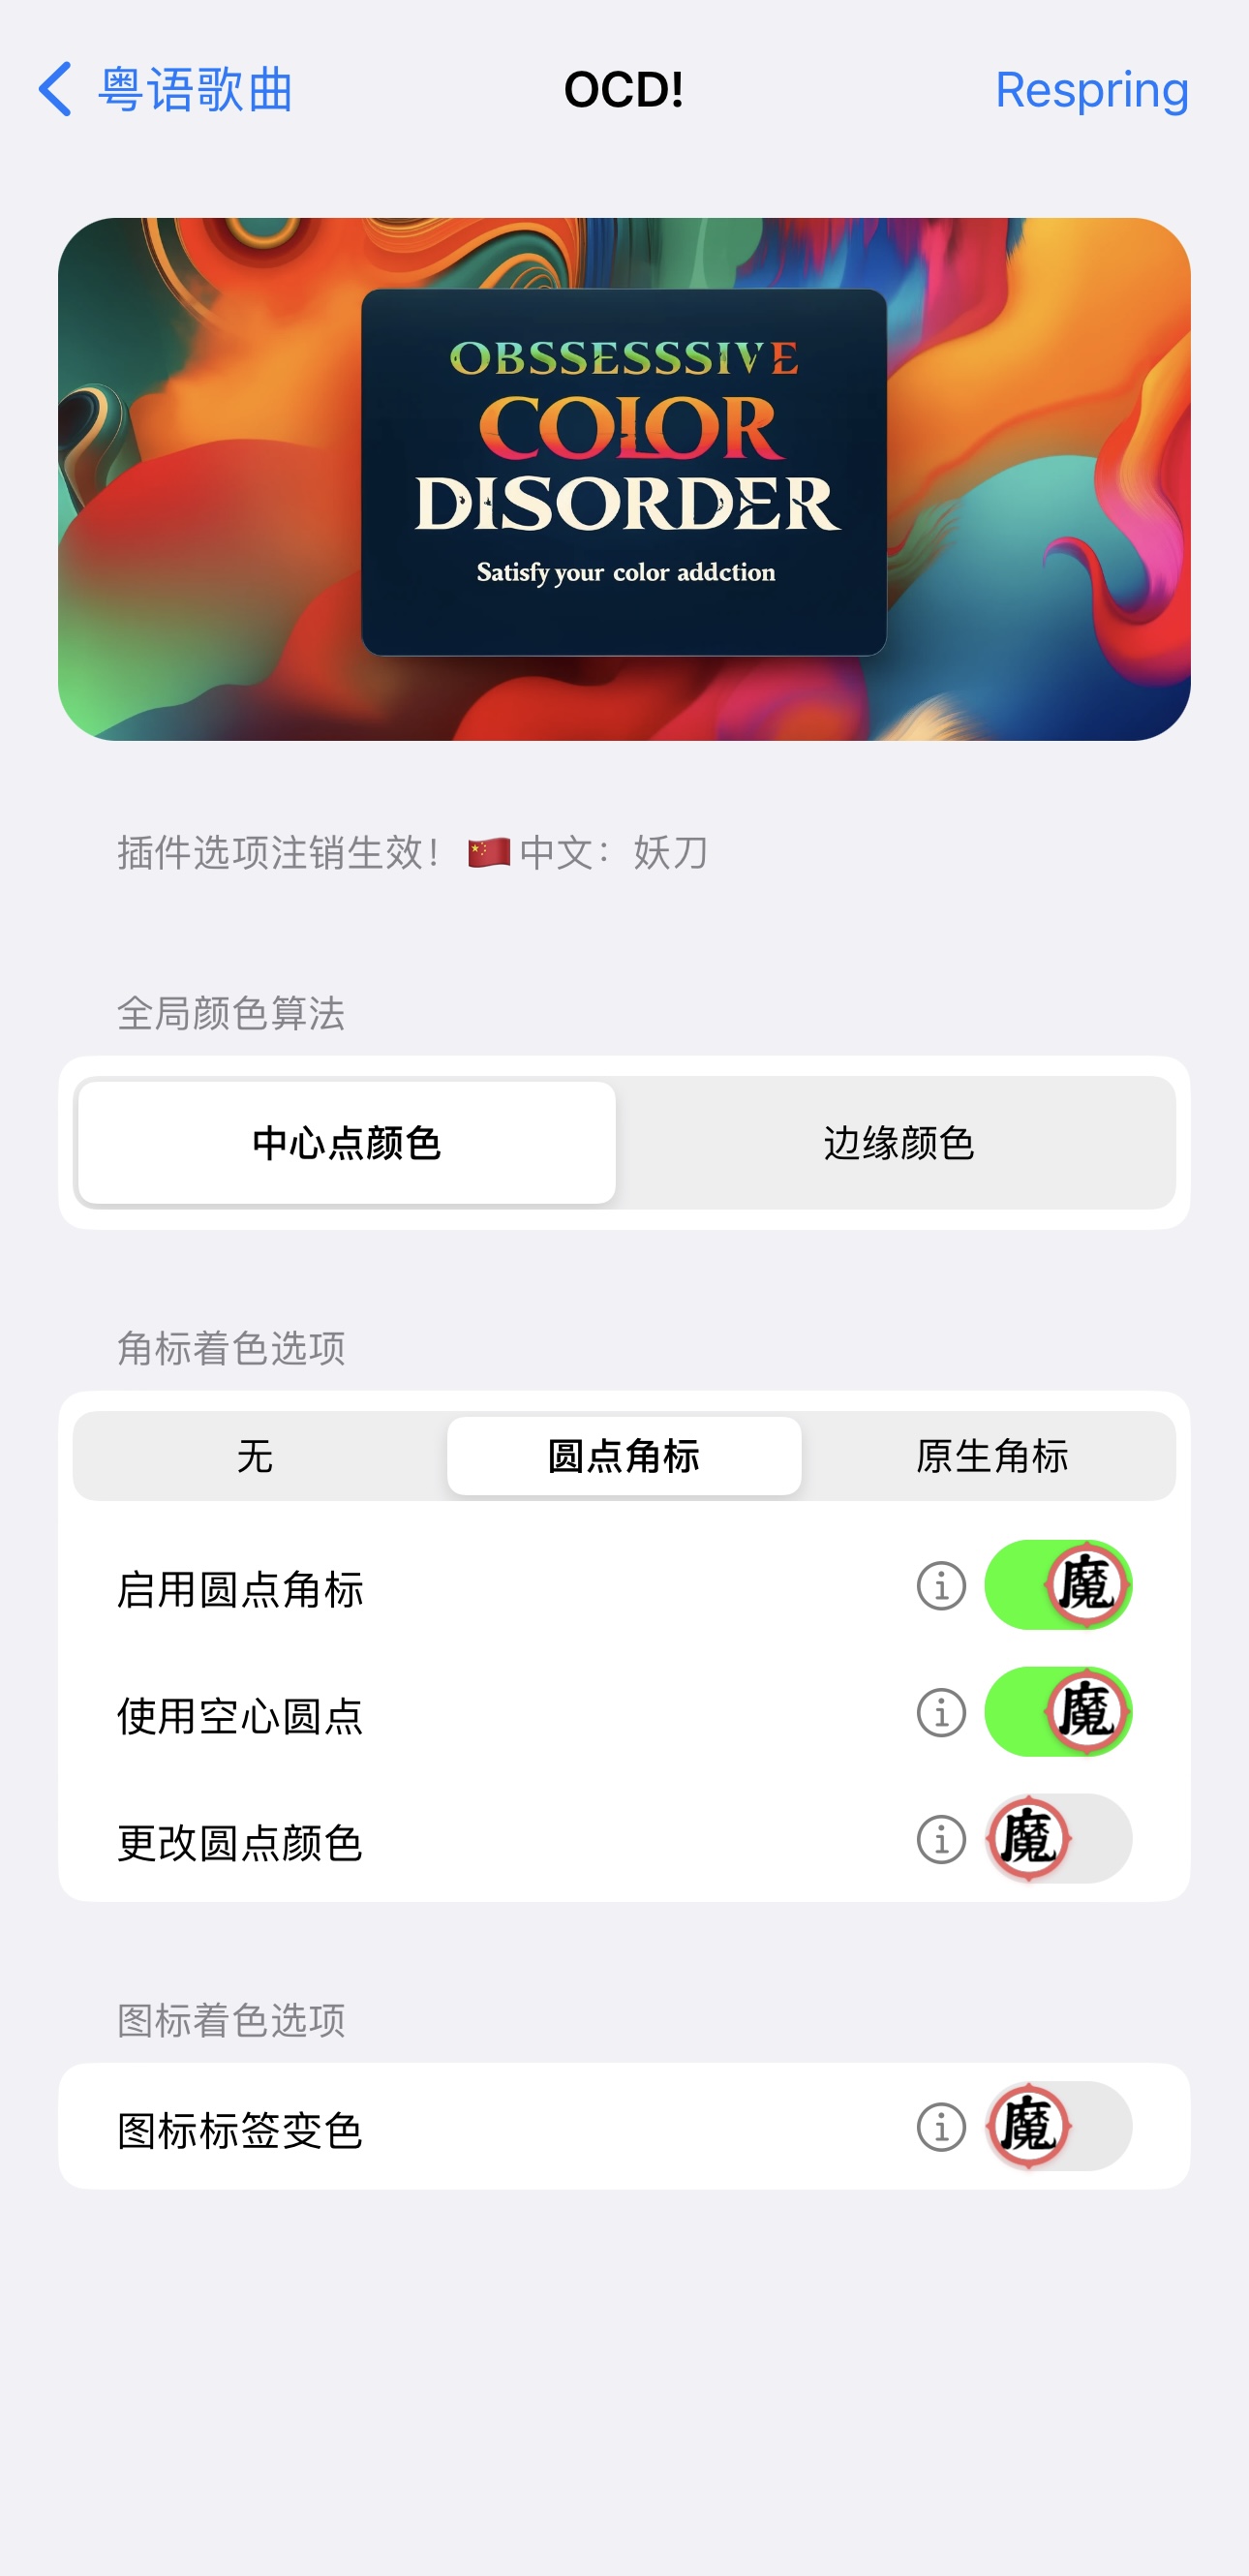 粤语歌曲 OCD! Respring
OBSSESSSIVE
COLOR
DISORDER
Satisfy your color addction
插件选项注销生效！🇨🇳中文：妖刀
全局颜色算法
中心点颜色 边缘颜色
角标着色选项
无 圆点角标 原生角标
启用圆点角标 魔
使用空心圆点 魔
更改圆点颜色 魔
图标着色选项
图标标签变色 魔